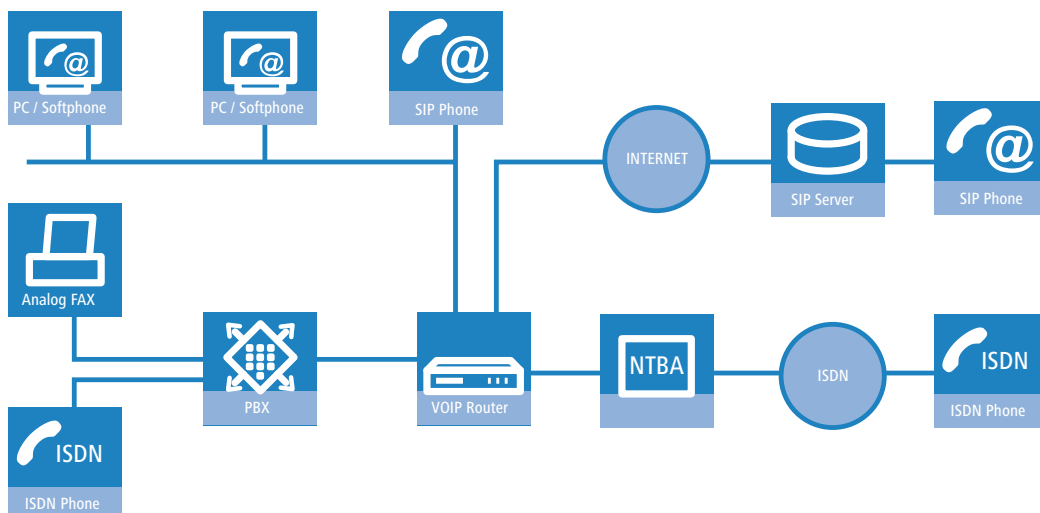 @
PC / Softphone
@
PC / Softphone
@
SIP Phone
INTERNET
SIP Server
@
SIP Phone
Analog FAX
PBX
VOIP Router
NTBA
ISDN
ISDN
ISDN Phone
ISDN
ISDN Phone